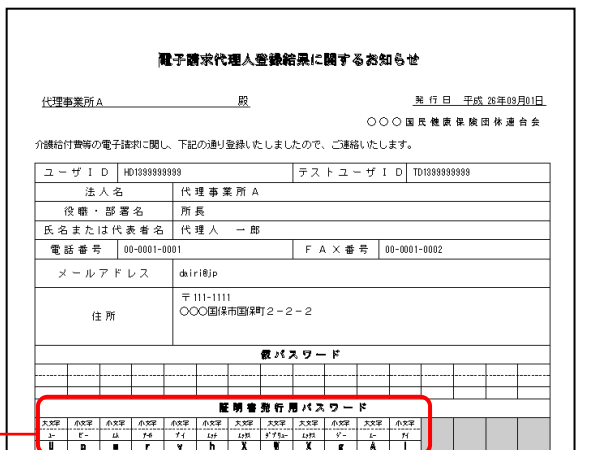 電子請求代理人登録結果に関するお知らせ
代理事業所A 殿
発行日 平成 26年09月01日
〇〇〇国民健康保険団体連合会
介護給付費等の電子請求に関し、下記の通り登録いたしましたので、ご連絡いたします。
ユーザID HD1399999999 テストユーザID TD1399999999
法人名 代理事業所A
役職・部署名 所長
氏名または代表者名 代理人 一郎
電話番号 00-0001-0001 FAX番号 00-0001-0002
メールアドレス dairi@jp
〒111-1111
住所 〇〇〇国保市国保町2-2-2
仮パスワード
証明書発行用パスワード
大文字 小文字 小文字 小文字 小文字 小文字 大文字 大文字 大文字 小文字 大文字 小文字
U p m r y h X W X g A i